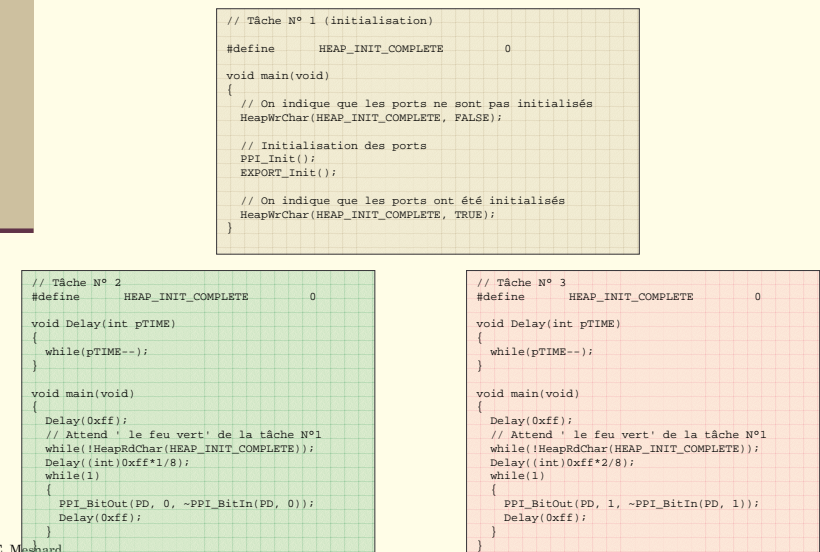 // Tâche N° 1 (initialisation)
#define HEAP_INIT_COMPLETE 0
void main(void)
{
// On indique que les ports ne sont pas initialisés
HeapWrChar(HEAP_INIT_COMPLETE, FALSE);
// Initialisation des ports
PPI_Init();
EXPORT_Init();
// On indique que les ports ont été initialisés
HeapWrChar(HEAP_INIT_COMPLETE, TRUE);
}
// Tâche N° 2
#define HEAP_INIT_COMPLETE 0
void Delay(int pTIME)
{
while(pTIME--);
}
void main(void)
{
Delay(0xff);
// Attend ' le feu vert' de la tâche N°1
while(!HeapRdChar(HEAP_INIT_COMPLETE));
Delay((int)0xff*1/8);
while(1)
{
PPI_BitOut(PD, 0, ~PPI_BitIn(PD, 0));
Delay(0xff);
}
}
// Tâche N° 3
#define HEAP_INIT_COMPLETE 0
void Delay(int pTIME)
{
while(pTIME--);
}
void main(void)
{
Delay(0xff);
// Attend ' le feu vert' de la tâche N°1
while(!HeapRdChar(HEAP_INIT_COMPLETE));
Delay((int)0xff*2/8);
while(1)
{
PPI_BitOut(PD, 1, ~PPI_BitIn(PD, 1));
Delay(0xff);
}
}